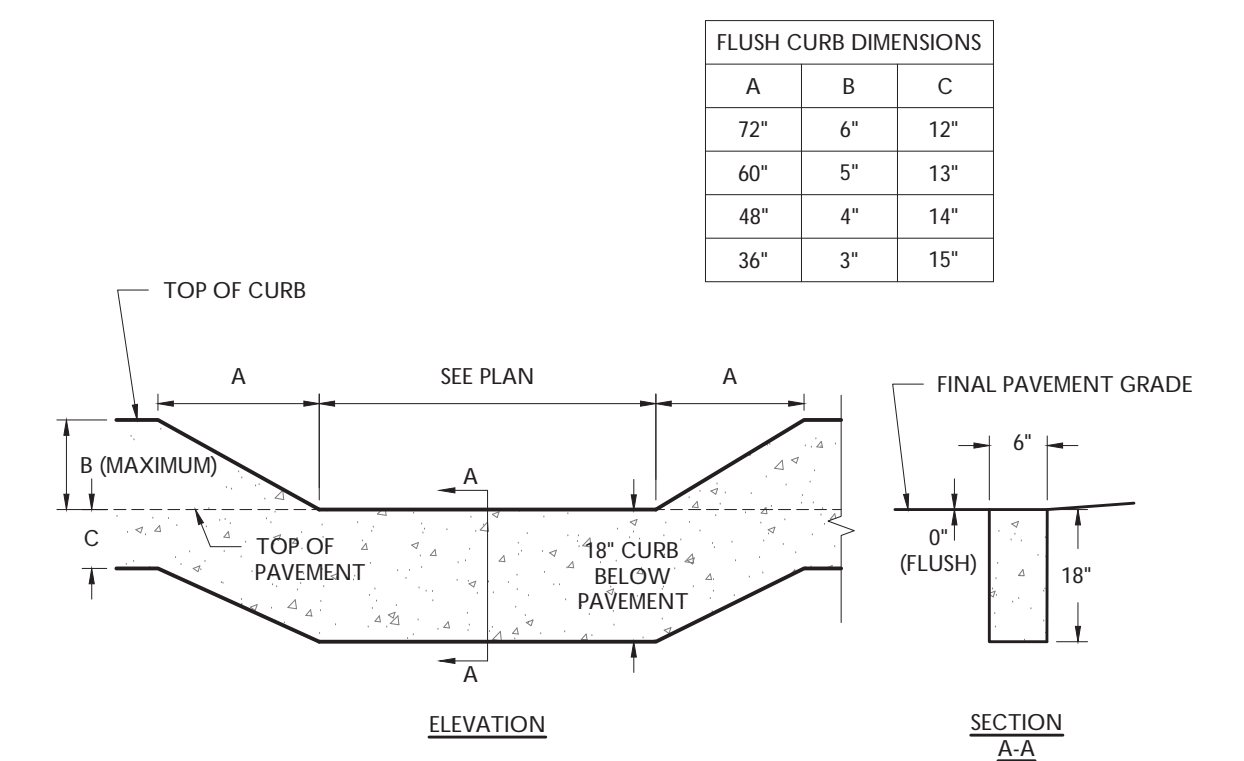 FLUSH CURB DIMENSIONS
A B C
72" 6" 12"
60" 5" 13"
48" 4" 14"
36" 3" 15"
TOP OF CURB
A
SEE PLAN
A
B (MAXIMUM)
C
TOP OF
PAVEMENT
A
18" CURB
BELOW
PAVEMENT
A
ELEVATION
FINAL PAVEMENT GRADE
6"
0"
(FLUSH)
18"
SECTION
A-A